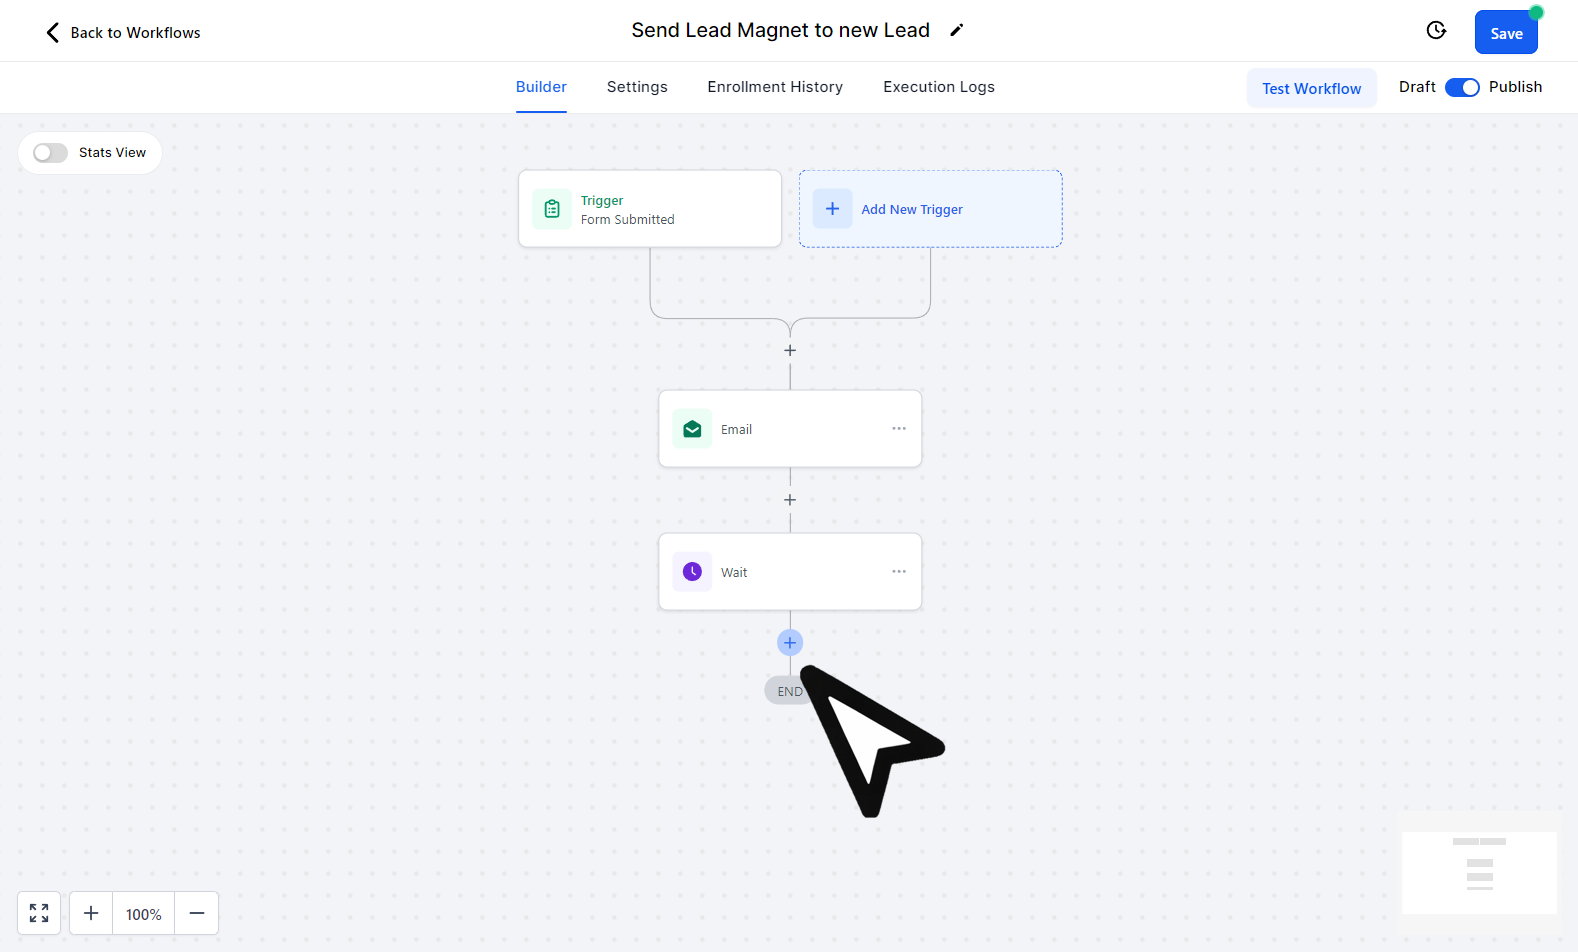 Back to Workflows
Send Lead Magnet to new Lead
Save
Builder
Settings
Enrollment History
Execution Logs
Test Workflow
Draft
Publish
Stats View
Trigger
Form Submitted
Add New Trigger
Email
Wait
END
100%